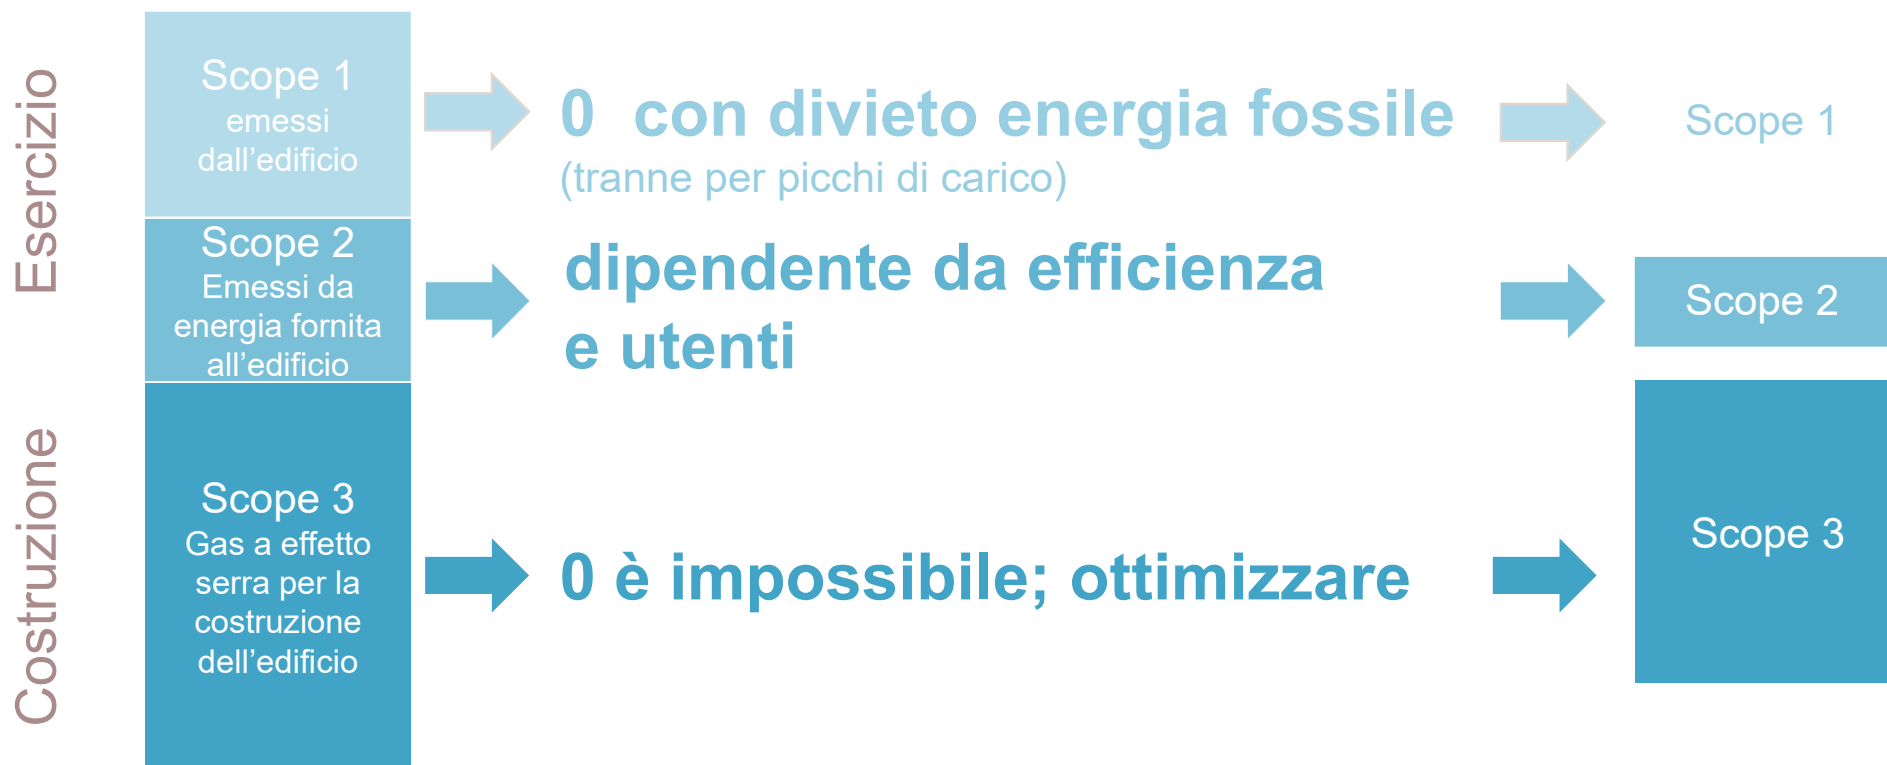 Esercizio
Scope 1
emessi
dall’edificio
0  con divieto energia fossile
(tranne per picchi di carico)
Scope 1
Scope 2
Emessi da
energia fornita
all’edificio
dipendente da efficienza
e utenti
Scope 2
Costruzione
Scope 3
Gas a effetto
serra per la
costruzione
dell’edificio
0 è impossibile; ottimizzare
Scope 3